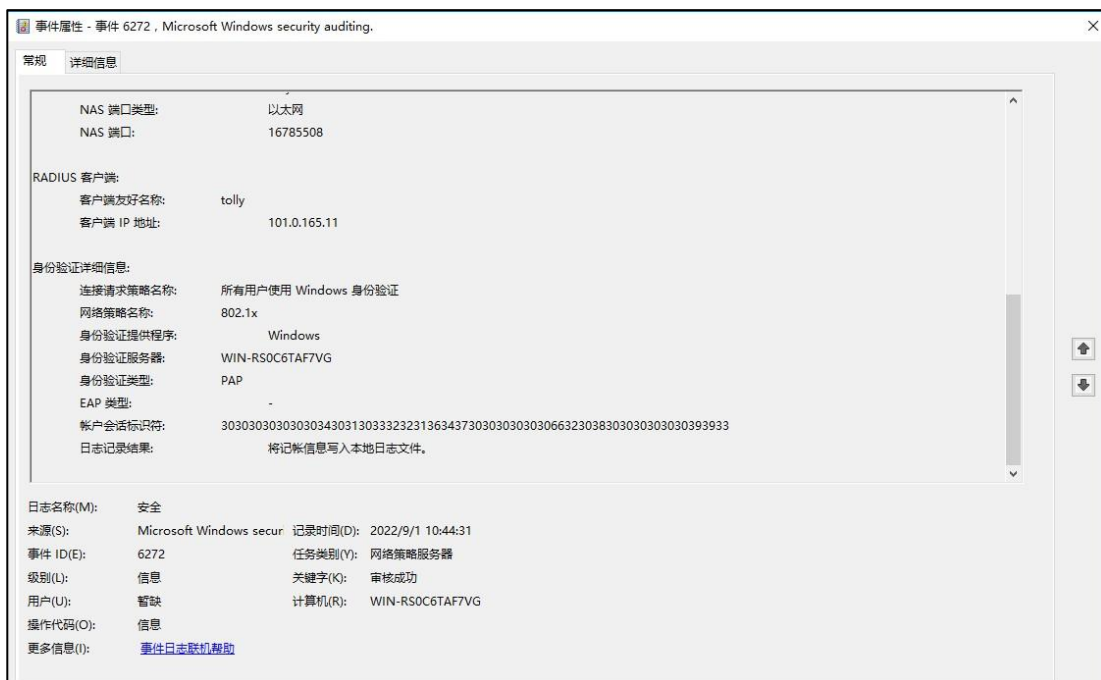 事件属性 - 事件 6272，Microsoft Windows security auditing.
常规 详细信息
NAS 端口类型: 以太网
NAS 端口: 16785508
RADIUS 客户端:
客户端友好名称: tolly
客户端 IP 地址: 101.0.165.11
身份验证详细信息:
连接请求策略名称: 所有用户使用 Windows 身份验证
网络策略名称: 802.1x
身份验证提供程序: Windows
身份验证服务器: WIN-RS0C6TAF7VG
身份验证类型: PAP
EAP 类型: -
帐户会话标识符:
日志记录结果: 将记帐信息写入本地日志文件。
日志名称(M): 安全
来源(S): Microsoft Windows secur 记录时间(D): 2022/9/1 10:44:31
事件 ID(E): 6272 任务类别(Y): 网络策略服务器
级别(L): 信息 关键字(K): 审核成功
用户(U): 暂缺 计算机(R): WIN-RS0C6TAF7VG
操作代码(O): 信息
更多信息(I): 事件日志联机帮助